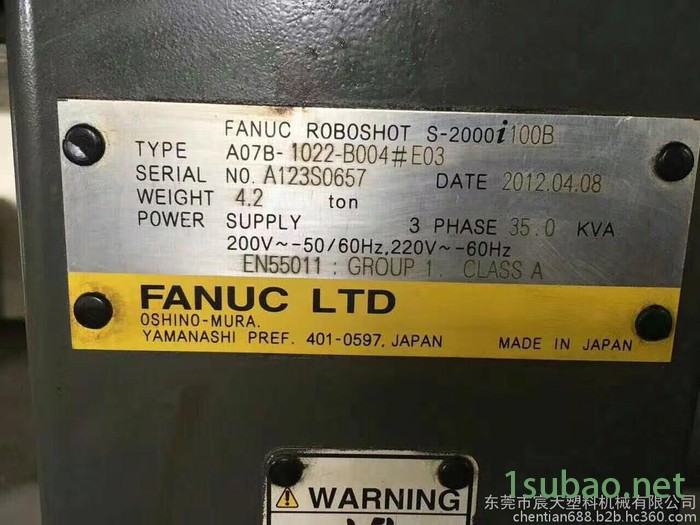 FANUC ROBOSHOT S-2000i100B
TYPE A07B-1022-B004#E03
SERIAL NO. A123S0657 DATE 2012.04.08
WEIGHT 4.2 ton
POWER SUPPLY 3 PHASE 35.0 KVA
200V~-50/60Hz,220V~-60Hz
EN55011 : GROUP 1. CLASS A
FANUC LTD
OSHINO-MURA.
YAMANASHI PREF. 401-0597, JAPAN MADE IN JAPAN
WARNING
1subao.net
东莞市宸天塑料机械有限公司
chentian688.b2b.hc360.com